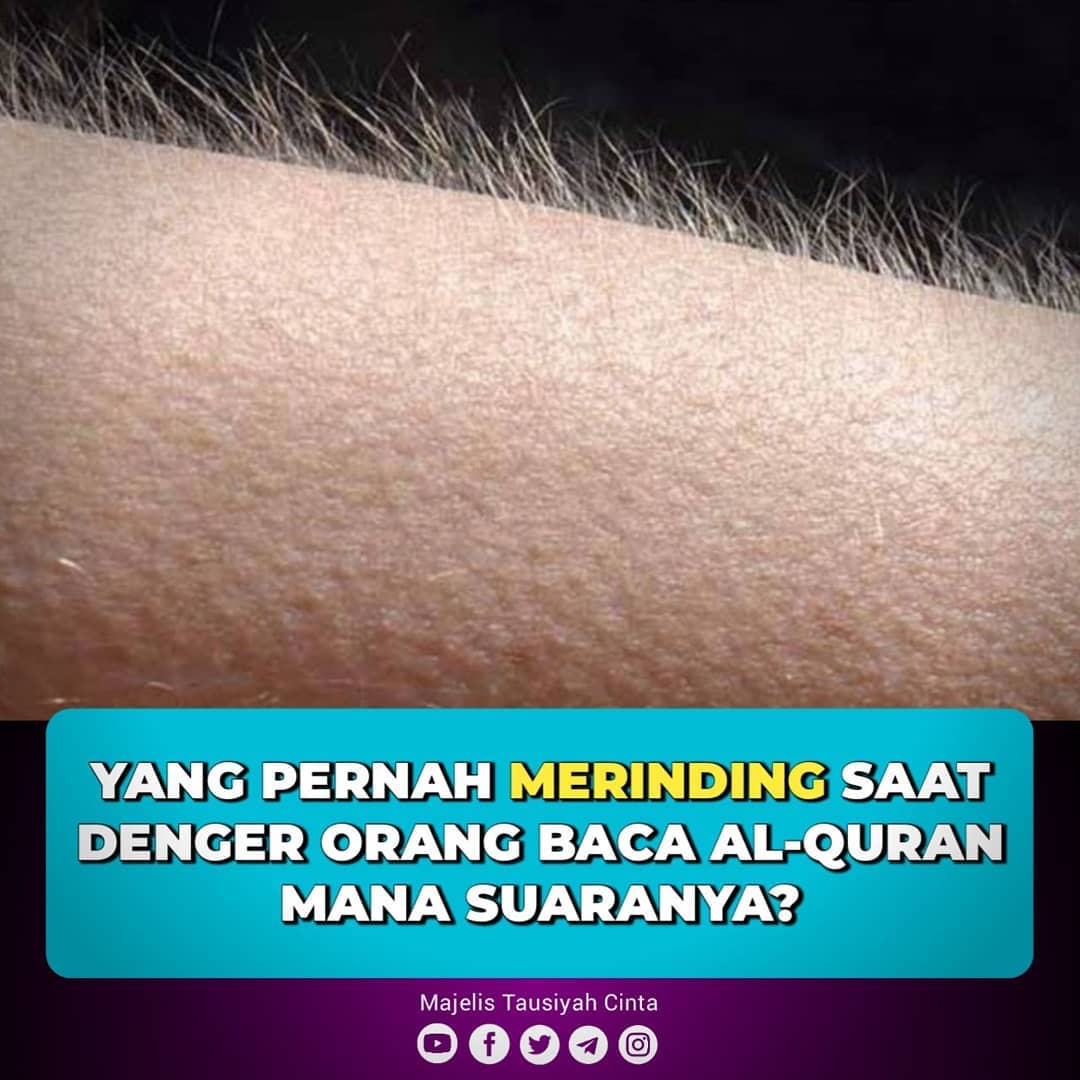 YANG PERNAH MERINDING SAAT
DENGER ORANG BACA AL-QURAN
MANA SUARANYA?
Majelis Tausiyah Cinta